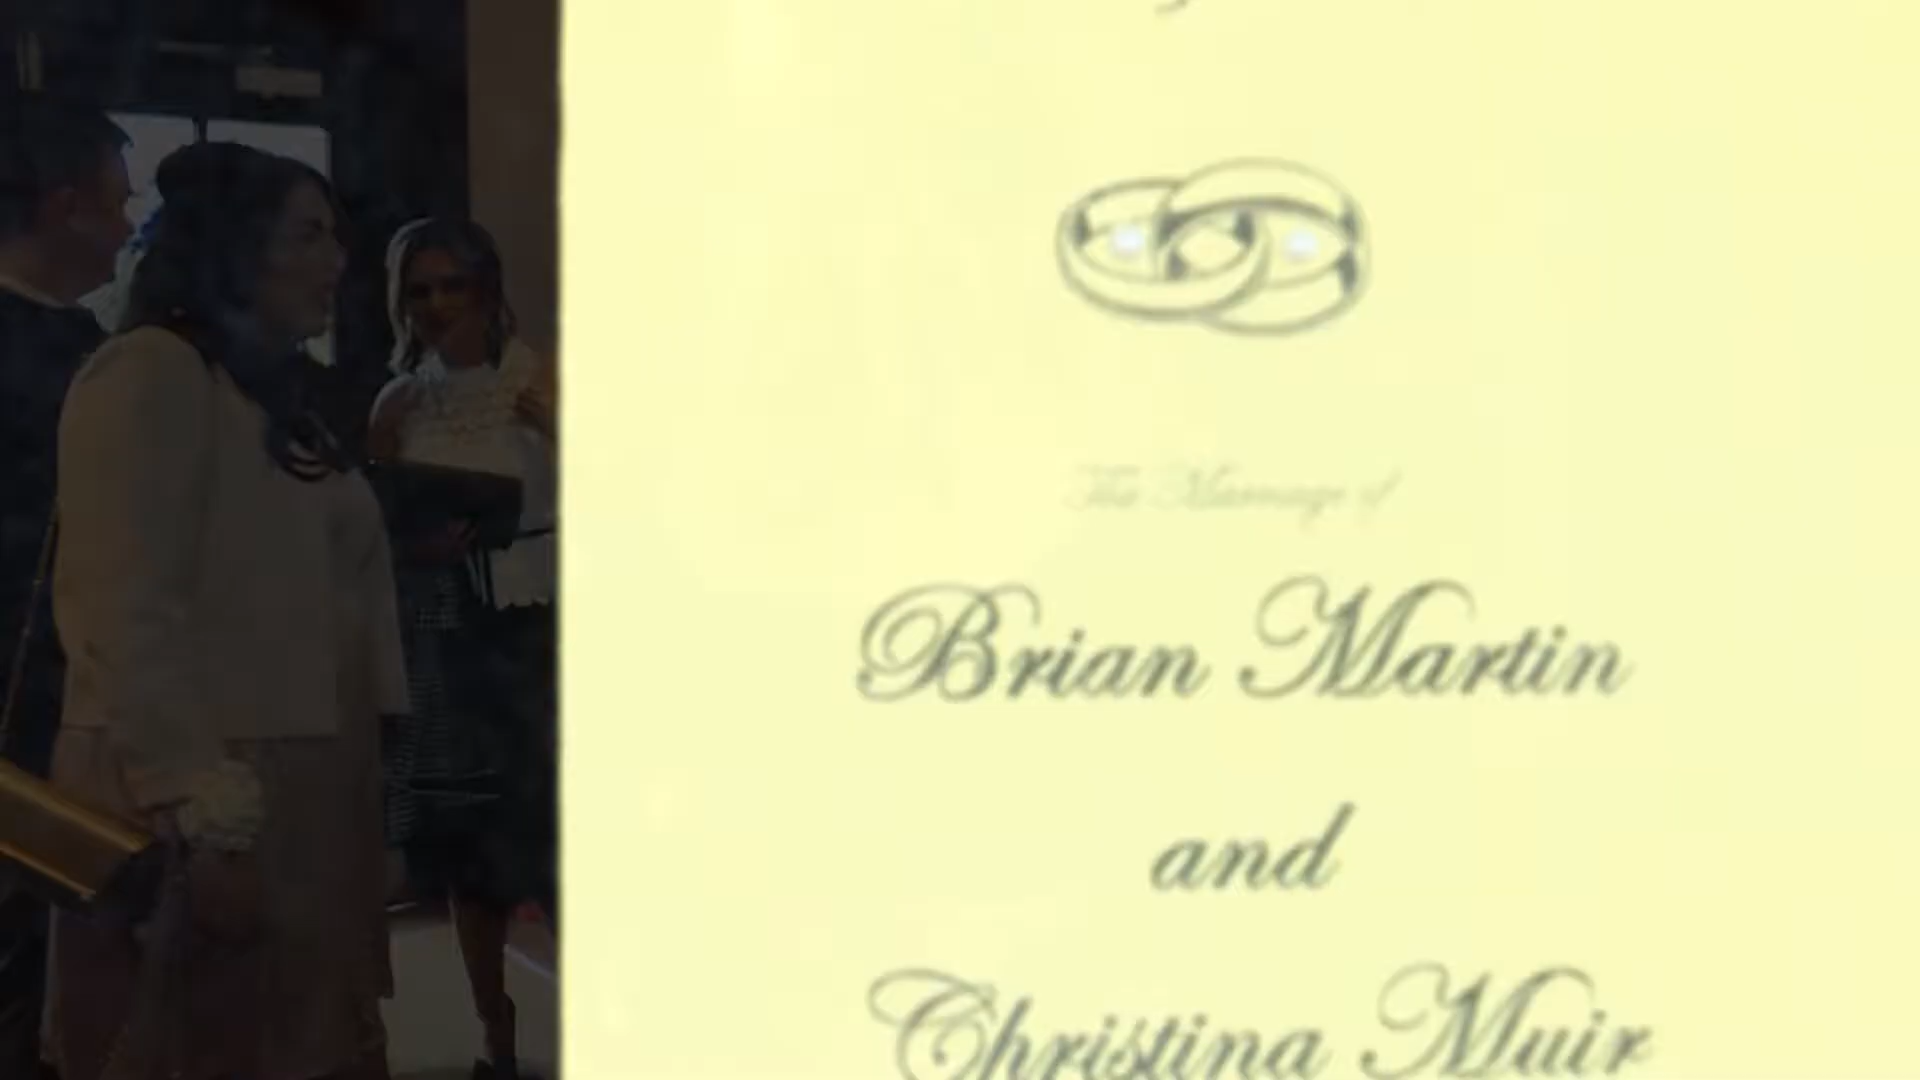 The Marriage of
Brian Martin
and
Christina Muir